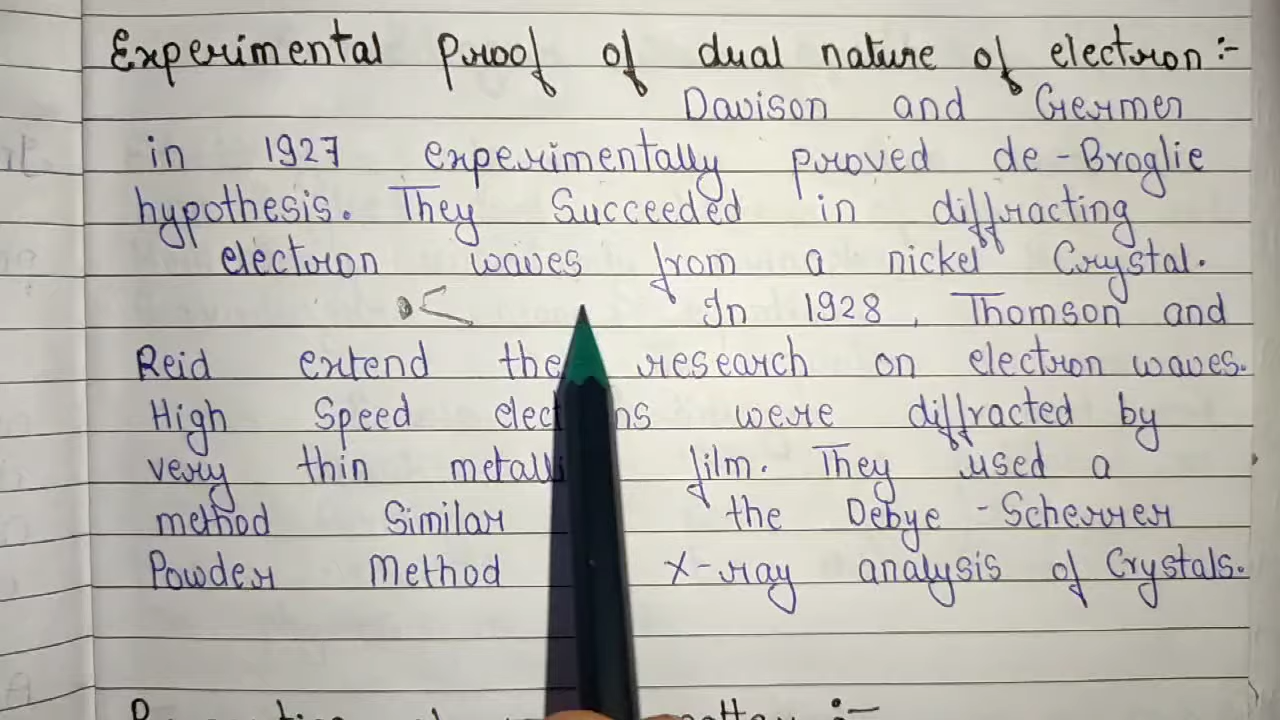 Experimental Proof of dual nature of electron :-
Davison and Germer
in 1927 experimentally proved de-Broglie
hypothesis. They Succeeded in diffracting
electron waves from a nickel Crystal.
In 1928, Thomson and
Reid extend the research on electron waves.
High Speed were diffracted by
very thin film. They used a
method Similar the Debye-Scherrer
Powder Method X-ray analysis of Crystals.